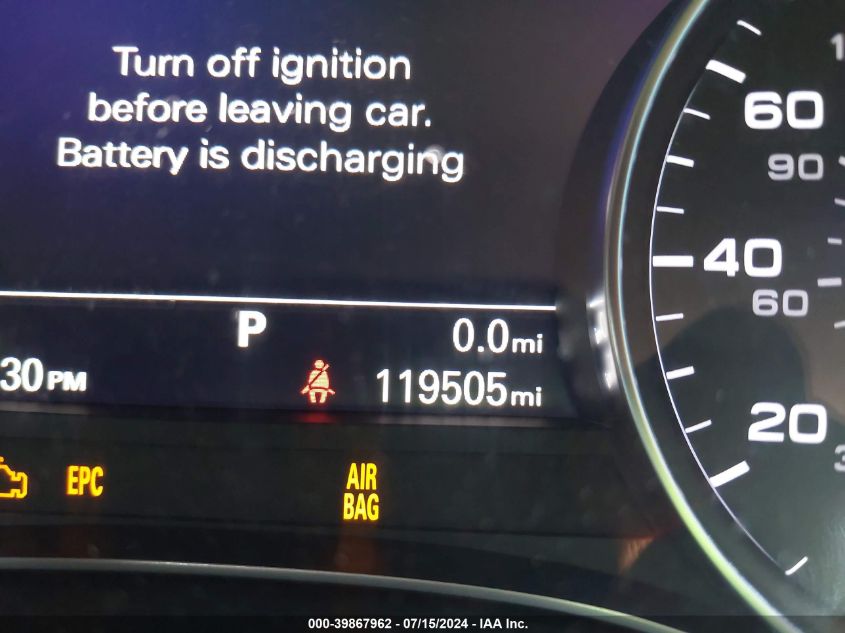 Turn off ignition
before leaving car.
Battery is discharging
60
90
40
60
P
0.0mi
30PM
119505mi
20
EPC
AIR
BAG
000-39867962 - 07/15/2024 - IAA Inc.